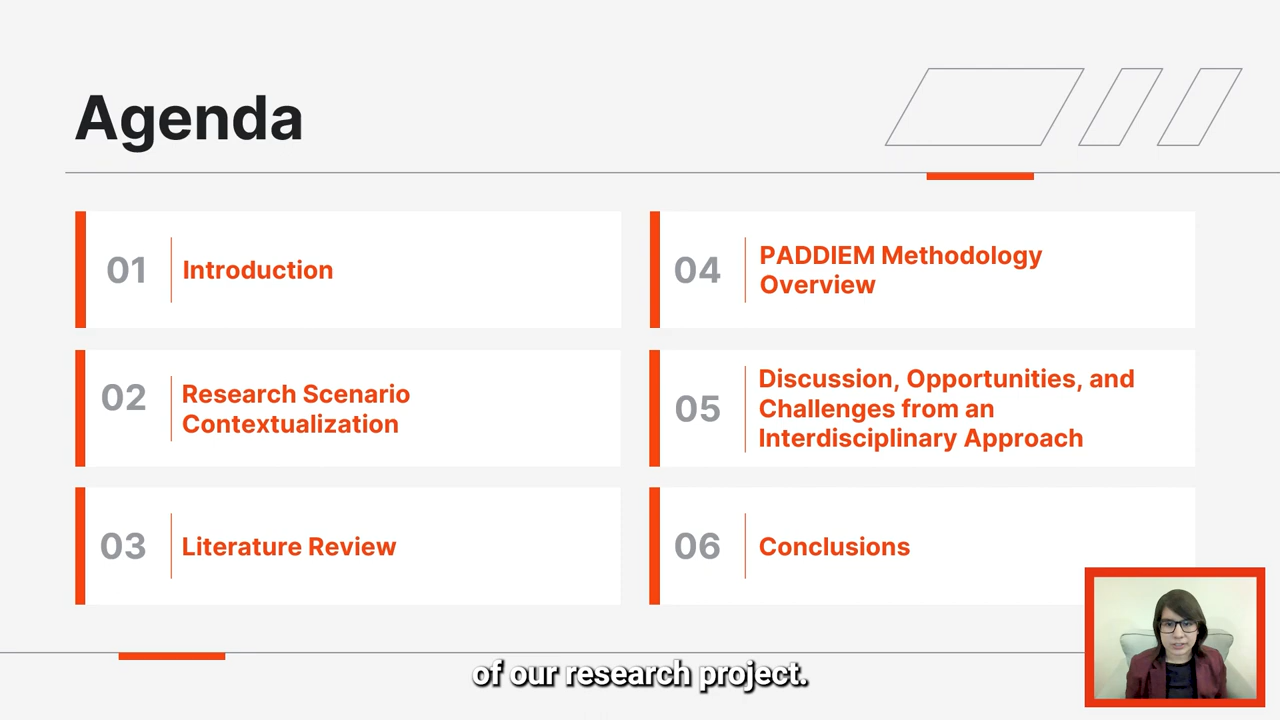 Agenda
01
Introduction
02
Research Scenario
Contextualization
03
Literature Review
04
PADDIEM Methodology
Overview
05
Discussion, Opportunities, and
Challenges from an
Interdisciplinary Approach
06
Conclusions
of our research project.